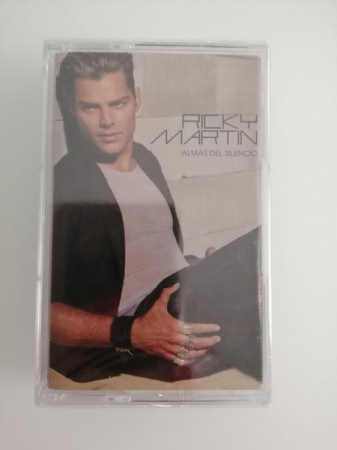 RICKY
MARTIN
ALMAS DEL SILENCIO